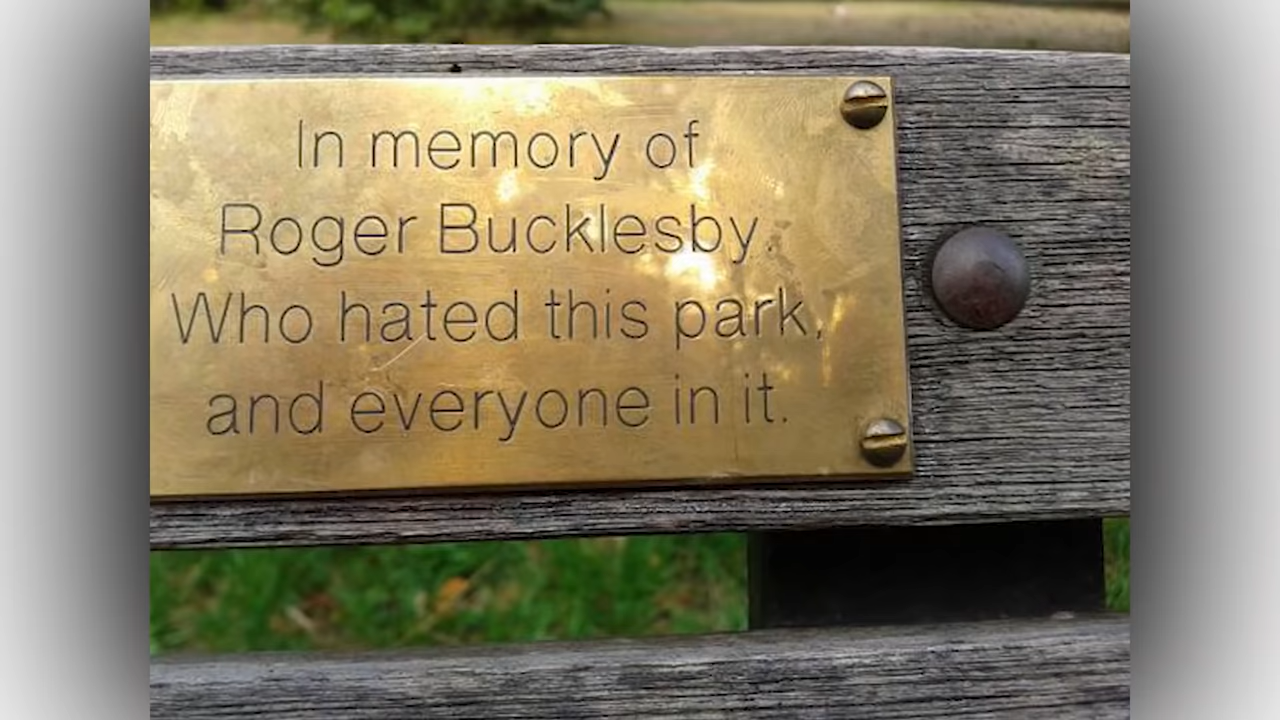 In memory of
Roger Bucklesby.
Who hated this park,
and everyone in it.